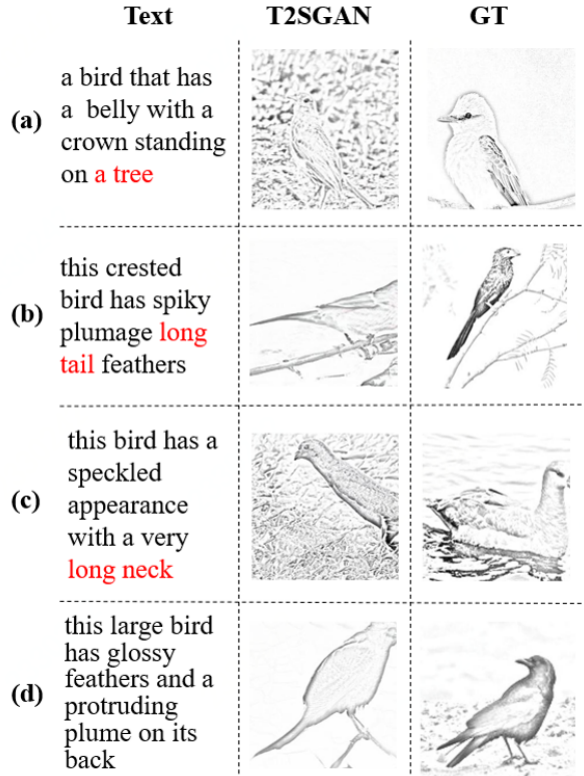 Text T2SGAN GT
(a) a bird that has
a belly with a
crown standing
on a tree
(b) this crested
bird has spiky
plumage long
tail feathers
(c) this bird has a
speckled
appearance
with a very
long neck
(d) this large bird
has glossy
feathers and a
protruding
plume on its
back